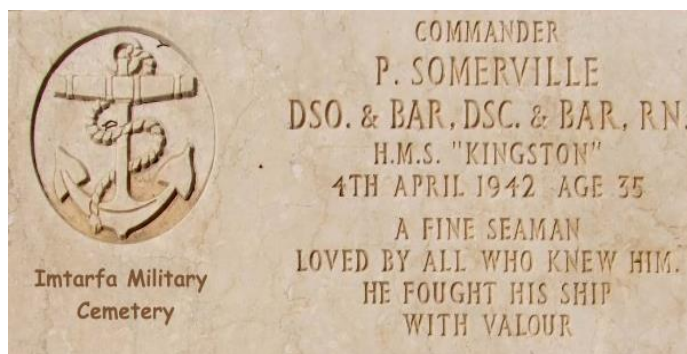 COMMANDER
P. SOMERVILLE
DSO. & BAR, DSC. & BAR, RN.
H.M.S. "KINGSTON"
4TH APRIL 1942 AGE 35
A FINE SEAMAN
LOVED BY ALL WHO KNEW HIM.
HE FOUGHT HIS SHIP
WITH VALOUR
Imtarfa Military
Cemetery